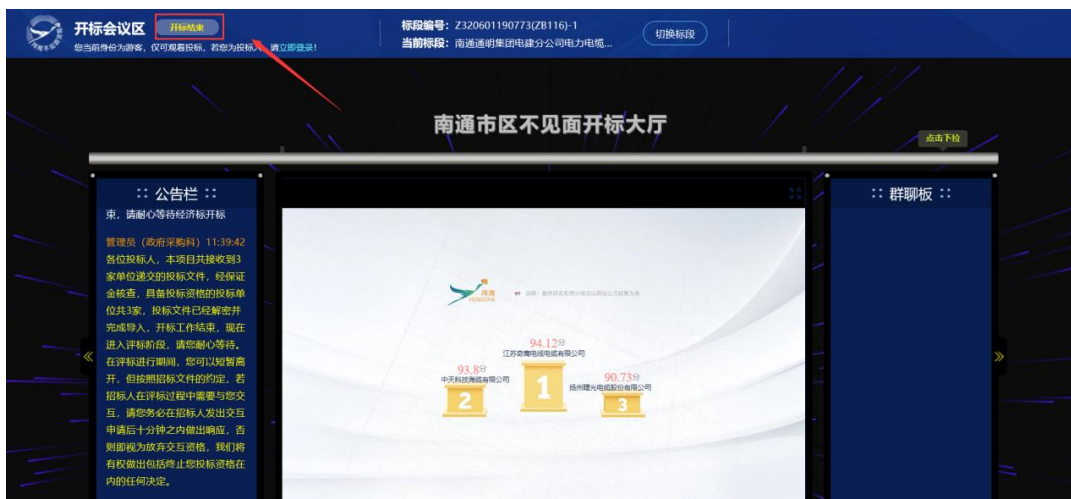 开标会议区 开标结束
您当前身份为游客，仅可观看投标，若您为投标人，请立即登录！
标段编号：Z320601190773(ZB116)-1
当前标段：南通通明集团电建分公司电力电缆...
切换标段
南通市区不见面开标大厅
点击下拉
公告栏
束，请耐心等待经济标开标
管理员（政府采购科）11:39:42
各位投标人，本项目共接收到3
家单位递交的投标文件，经保证
金核查，具备投标资格的投标单
位共3家，投标文件已经解密并
完成导入，开标工作结束，现在
进入评标阶段，请您耐心等待。
在评标进行期间，您可以短暂离
开，但按照招标文件的约定，若
招标人在评标过程中需要与您交
互，请您务必在招标人发出交互
申请后十分钟之内做出响应，否
则即视为放弃交互资格，我们将
有权做出包括终止您投标资格在
内的任何决定。
94.12分
江苏奇鹰电线电缆有限公司
1
93.8分
中天科技海缆有限公司
2
90.73分
扬州曙光电缆股份有限公司
3
群聊板